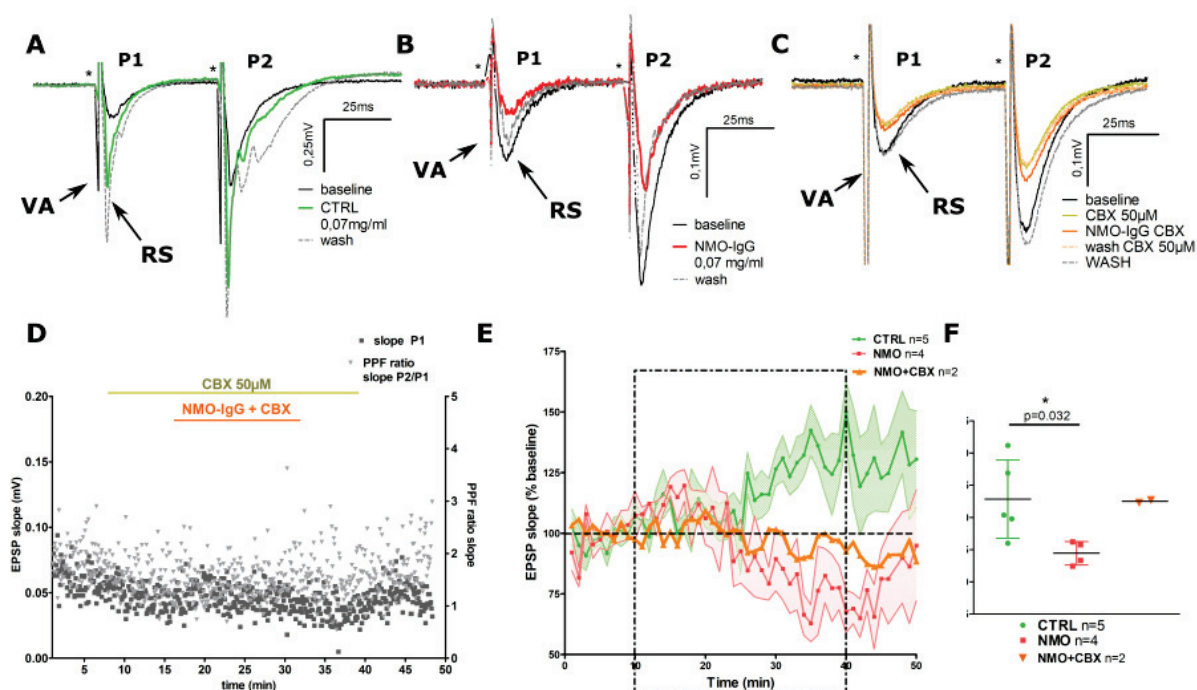 A
P1
P2
*
*
25ms
0,25mV
VA
RS
baseline
CTRL
0,07mg/ml
wash
B
P1
P2
*
*
25ms
0,1mV
VA
RS
baseline
NMO-IgG
0,07 mg/ml
wash
C
P1
P2
*
*
25ms
0,1mV
VA
RS
baseline
CBX 50µM
NMO-IgG CBX
wash CBX 50µM
WASH
D
slope P1
PPF ratio
slope P2/P1
CBX 50µM
NMO-IgG + CBX
0.20
0.15
0.10
0.05
0.00
EPSP slope (mV)
5
4
3
2
1
0
PPF ratio slope
5 10 15 20 25 30 35 40 45 50
time (min)
E
CTRL n=5
NMO n=4
NMO+CBX n=2
175
150
125
100
75
50
EPSP slope (% baseline)
0 10 20 30 40 50
Time (min)
F
*
p=0.032
CTRL n=5
NMO n=4
NMO+CBX n=2